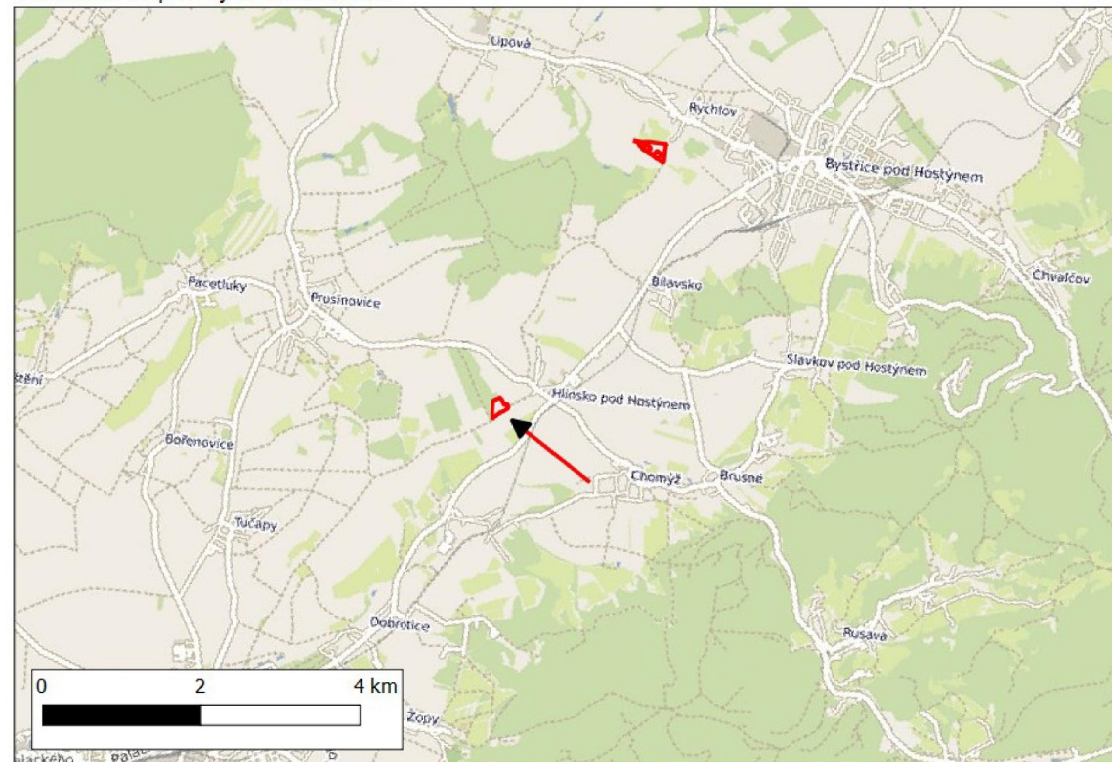 Lipová
Rychlov
Bystřice pod Hostýnem
Chvalčov
Bílavsko
Pacetluky
Prusinovice
Slavkov pod Hostýnem
Hlinsko pod Hostýnem
Bořenovice
Chomýž
Brusné
Tučapy
Dobrotice
Rusava
0 2 4 km
Žopy